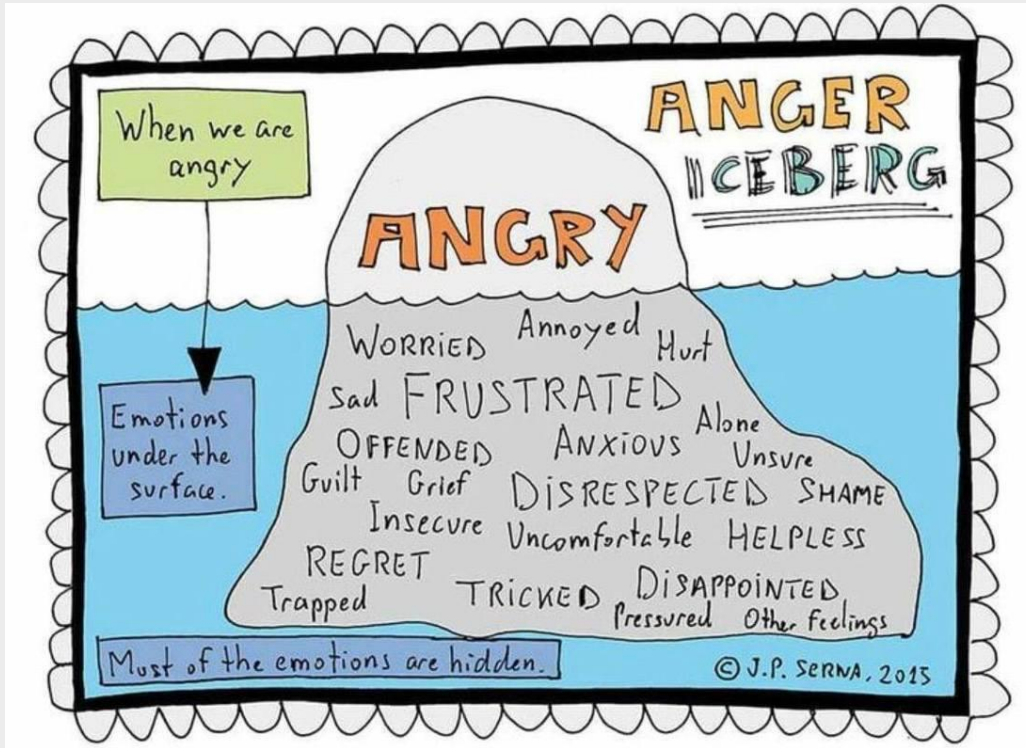 ANGER
ICEBERG
When we are
angry
ANGRY
Emotions
under the
surface.
WORRiED Annoyed Hurt
Sad FRUSTRATED
Alone
OFFENDED ANXiOUS Unsure
Guilt Grief DiSRESPECTED SHAME
Insecure Uncomfortable HELPLESS
REGRET
Trapped TRiCKED DiSAPPOiNTED
Pressured Other feelings
Most of the emotions are hidden.
© J.P. SERNA, 2015